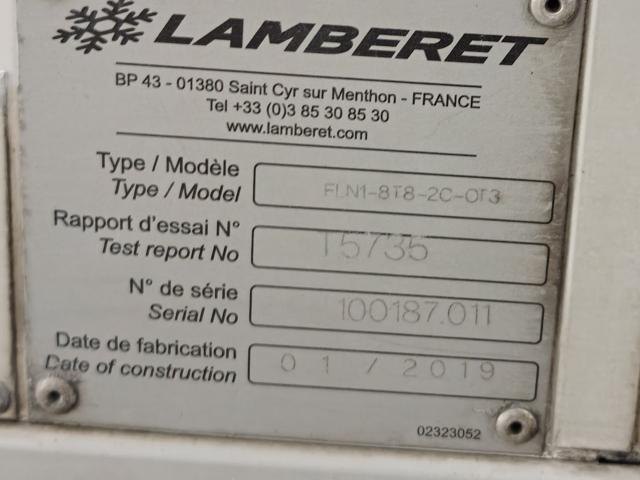 LAMBERET
BP 43 - 01380 Saint Cyr sur Menthon - FRANCE
Tel +33 (0)3 85 30 85 30
www.lamberet.com
Type / Modèle
Type / Model
FLN1-8T8-2C-0T3
Rapport d'essai N°
Test report No
T5735
N° de série
Serial No
100187.011
Date de fabrication
Date of construction
01 / 2019
02323052